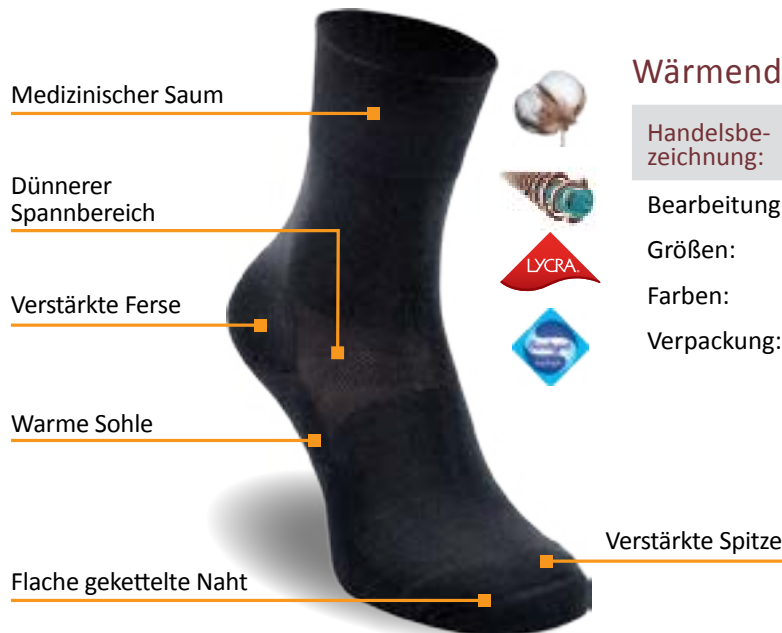 Medizinischer Saum
Dünnerer
Spannbereich
Verstärkte Ferse
Warme Sohle
Flache gekettelte Naht
Verstärkte Spitze
LYCRA.
Wärmend
Handelsbe-
zeichnung:
Bearbeitung
Größen:
Farben:
Verpackung: